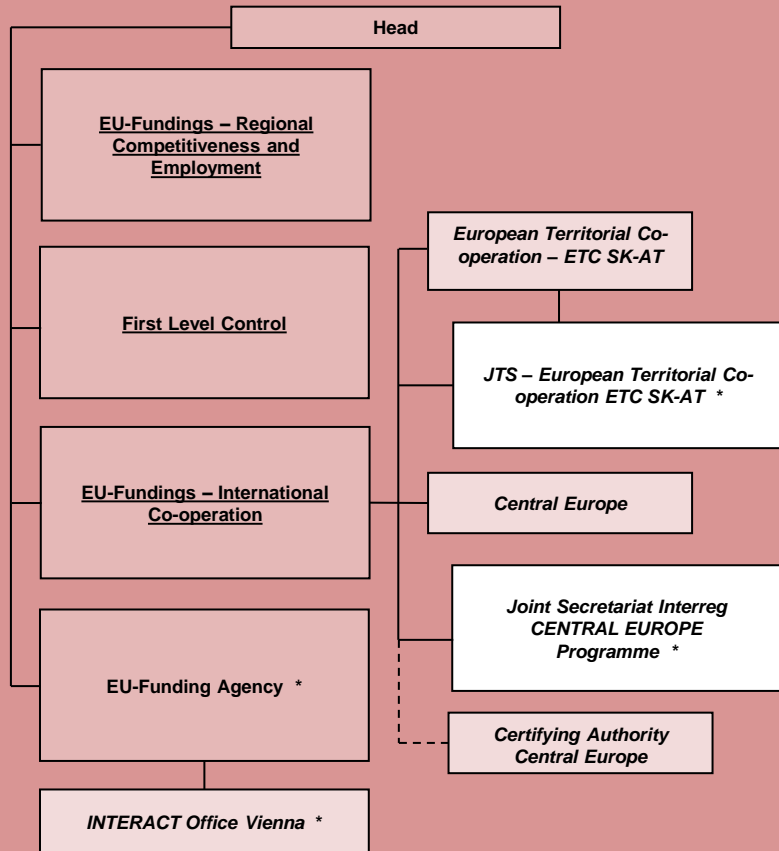 Head
EU-Fundings – Regional
Competitiveness and
Employment
First Level Control
EU-Fundings – International
Co-operation
EU-Funding Agency *
INTERACT Office Vienna *
European Territorial Co-
operation – ETC SK-AT
JTS – European Territorial Co-
operation ETC SK-AT *
Central Europe
Joint Secretariat Interreg
CENTRAL EUROPE
Programme *
Certifying Authority
Central Europe